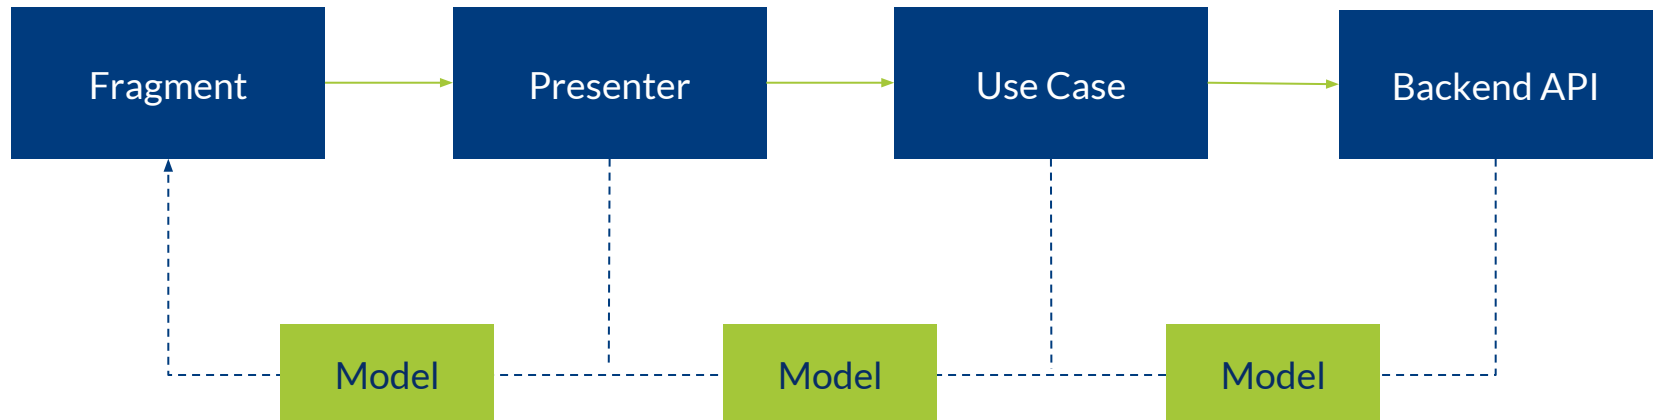 Fragment
Presenter
Use Case
Backend API
Model
Model
Model